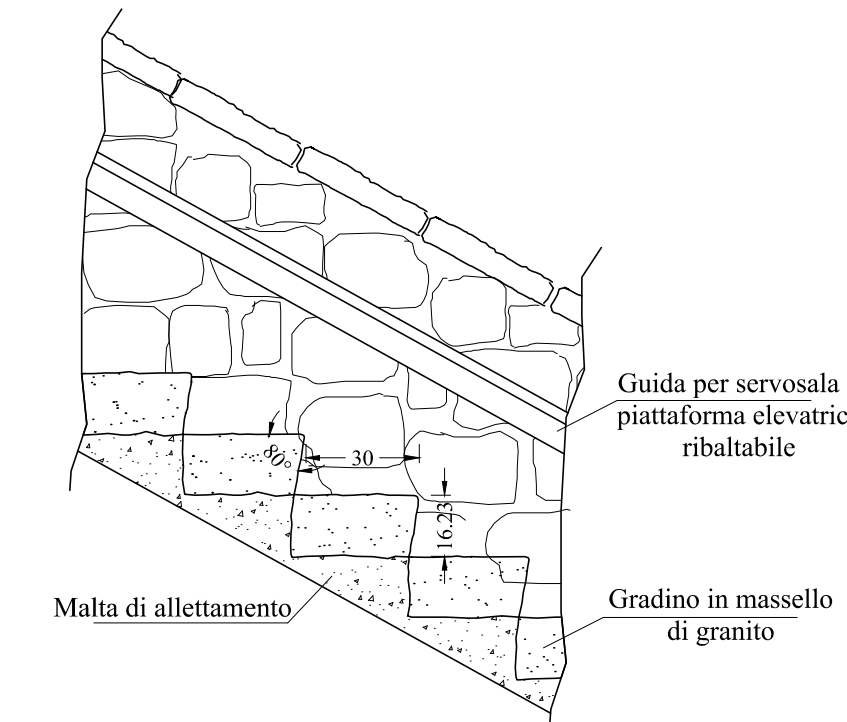 Guida per servosala
piattaforma elevatric
ribaltabile
80°
30
16.23
Malta di allettamento
Gradino in massello
di granito